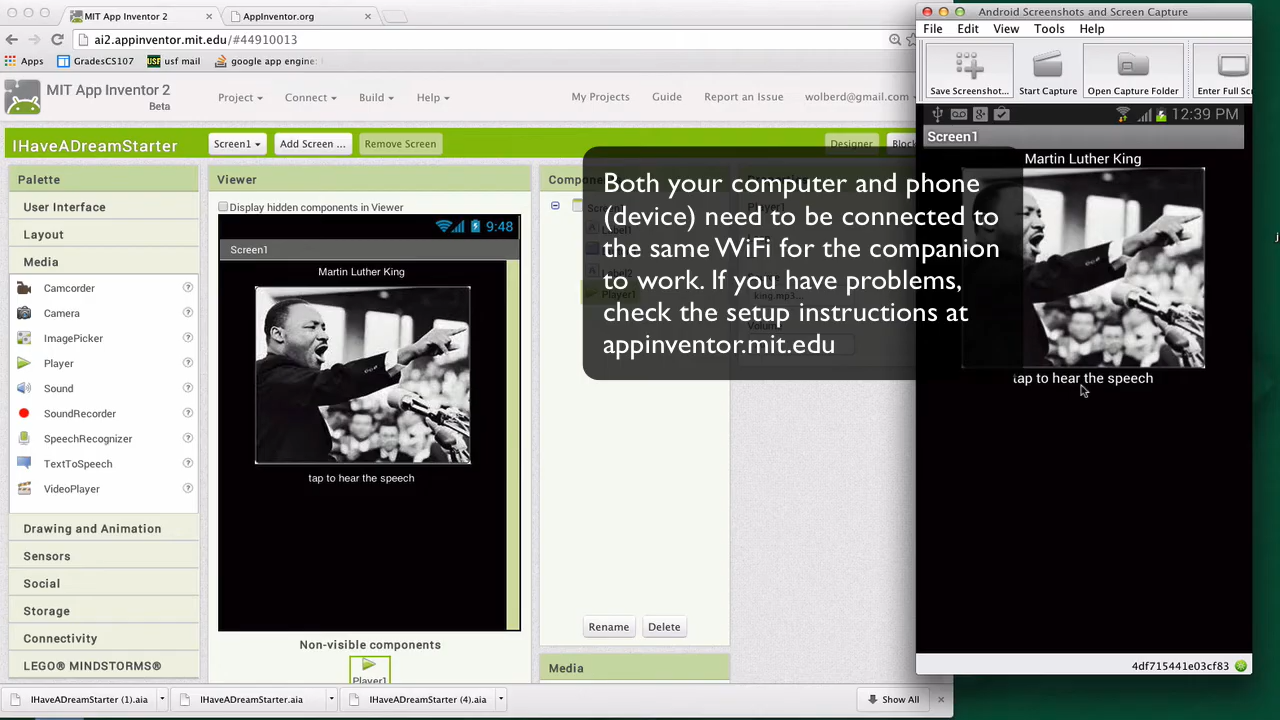 MIT App Inventor 2
AppInventor.org
ai2.appinventor.mit.edu/#44910013
Apps
GradesCS107
usf mail
google app engine:
MIT App Inventor 2
Beta
Project
Connect
Build
Help
My Projects
Guide
Report an Issue
wolberd@gmail.com
IHaveADreamStarter
Screen1
Add Screen ...
Remove Screen
Designer
Palette
User Interface
Layout
Media
Camcorder
Camera
ImagePicker
Player
Sound
SoundRecorder
SpeechRecognizer
TextToSpeech
VideoPlayer
Drawing and Animation
Sensors
Social
Storage
Connectivity
LEGO® MINDSTORMS®
Viewer
Display hidden components in Viewer
9:48
Screen1
Martin Luther King
tap to hear the speech
Non-visible components
Player1
Both your computer and phone
(device) need to be connected to
the same WiFi for the companion
to work. If you have problems,
check the setup instructions at
appinventor.mit.edu
Label2
Player1
king.mp3...
Rename
Delete
Media
Android Screenshots and Screen Capture
File
Edit
View
Tools
Help
Save Screenshot...
Start Capture
Open Capture Folder
Enter Full
12:39 PM
Screen1
Martin Luther King
tap to hear the speech
4df715441e03cf83
IHaveADreamStarter (1).aia
IHaveADreamStarter.aia
IHaveADreamStarter (4).aia
Show All